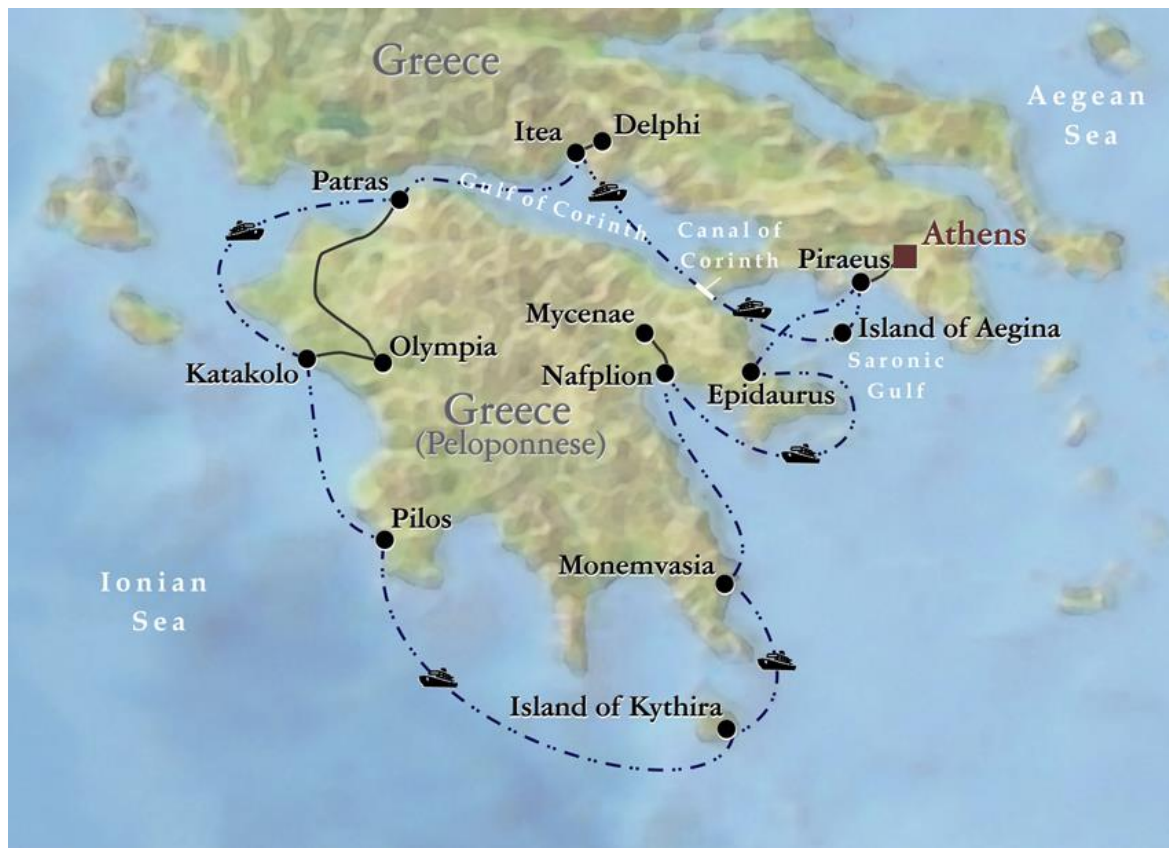 Greece
Aegean
Sea
Itea
Delphi
Patras
Gulf of Corinth
Canal of
Corinth
Athens
Piraeus
Mycenae
Island of Aegina
Olympia
Katakolo
Nafplion
Epidaurus
Saronic
Gulf
Greece
(Peloponnese)
Pilos
Monemvasia
Ionian
Sea
Island of Kythira